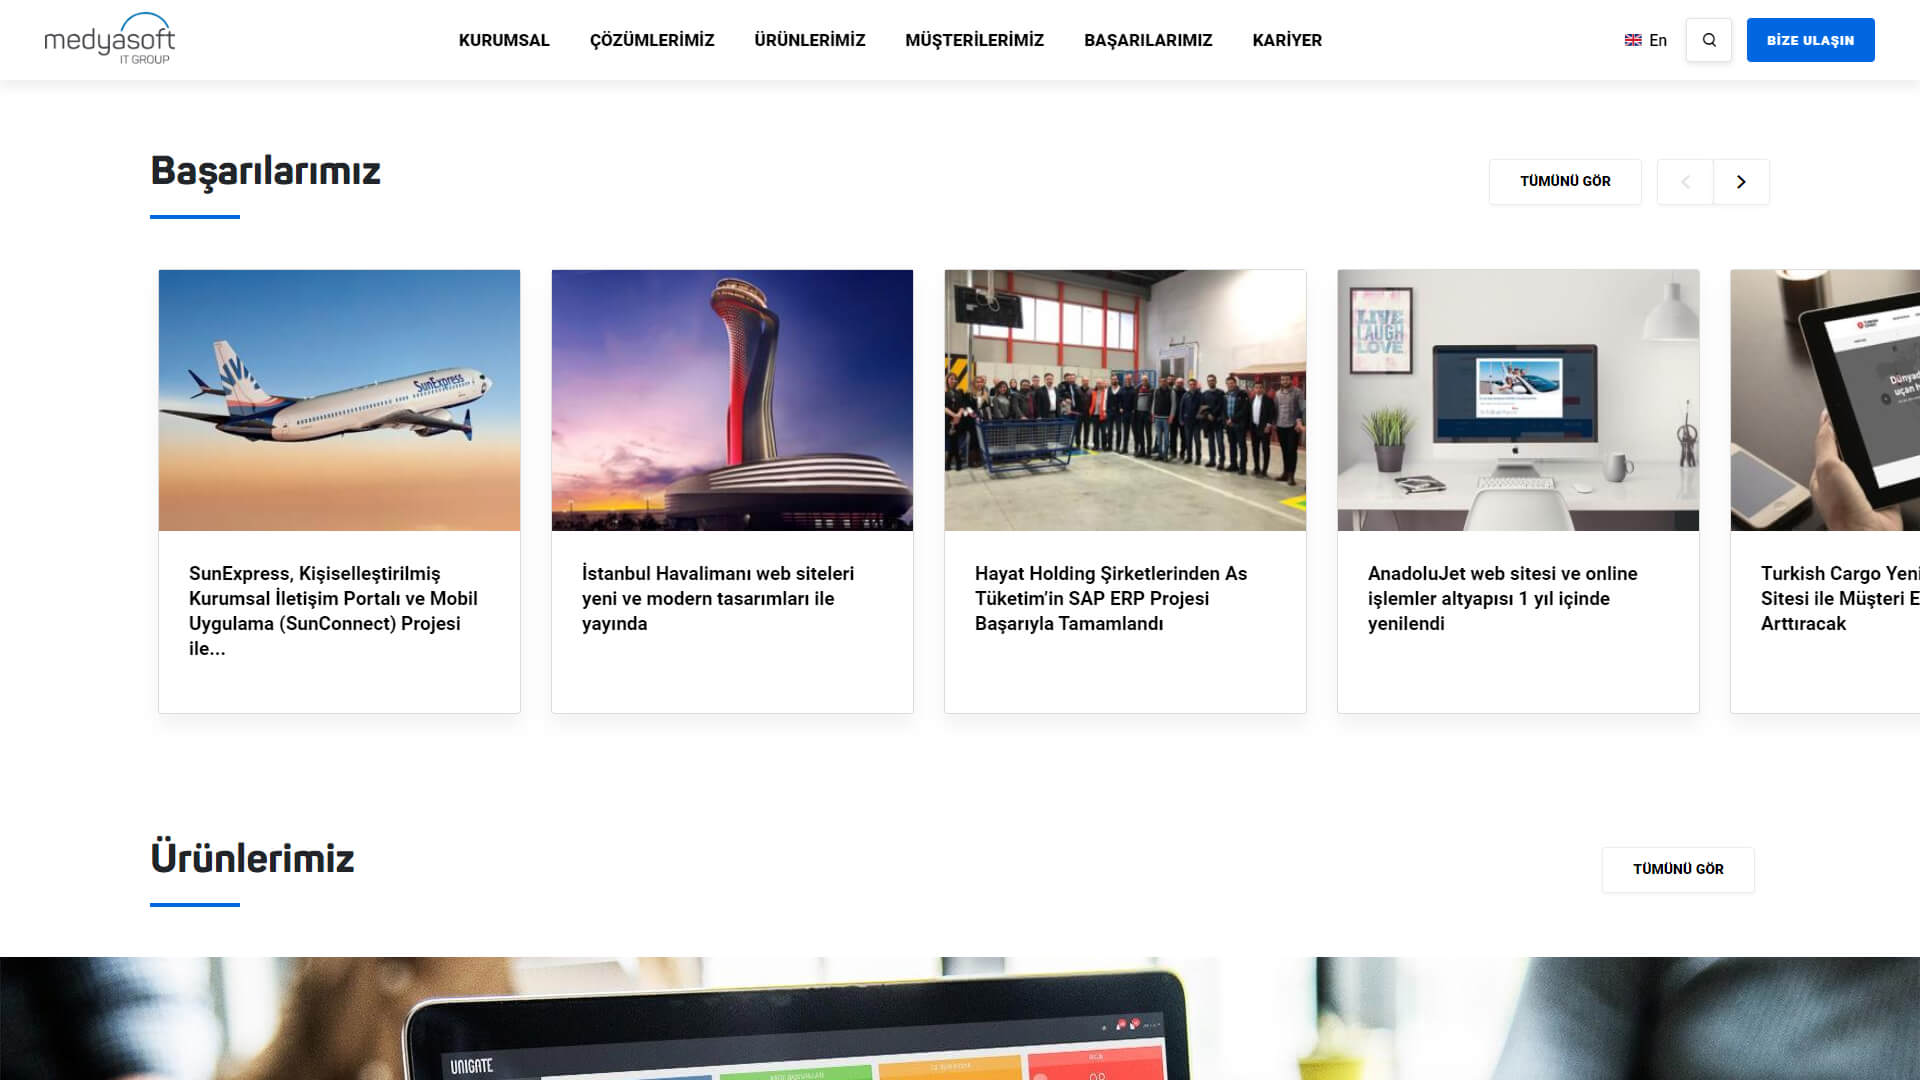 medyasoft
IT GROUP
KURUMSAL
ÇÖZÜMLERİMİZ
ÜRÜNLERİMİZ
MÜŞTERİLERİMİZ
BAŞARILARIMIZ
KARİYER
En
BİZE ULAŞIN
Başarılarımız
TÜMÜNÜ GÖR
SunExpress
LIVE
LAUGH
LOVE
SunExpress, Kişiselleştirilmiş
Kurumsal İletişim Portalı ve Mobil
Uygulama (SunConnect) Projesi
ile...
İstanbul Havalimanı web siteleri
yeni ve modern tasarımları ile
yayında
Hayat Holding Şirketlerinden As
Tüketim’in SAP ERP Projesi
Başarıyla Tamamlandı
AnadoluJet web sitesi ve online
işlemler altyapısı 1 yıl içinde
yenilendi
Turkish Cargo Yeni
Sitesi ile Müşteri E
Arttıracak
Ürünlerimiz
TÜMÜNÜ GÖR
UNIGATE